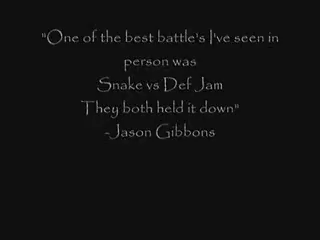 "One of the best battle's I've seen in
person was
Snake vs Def Jam
They both held it down"
-Jason Gibbons